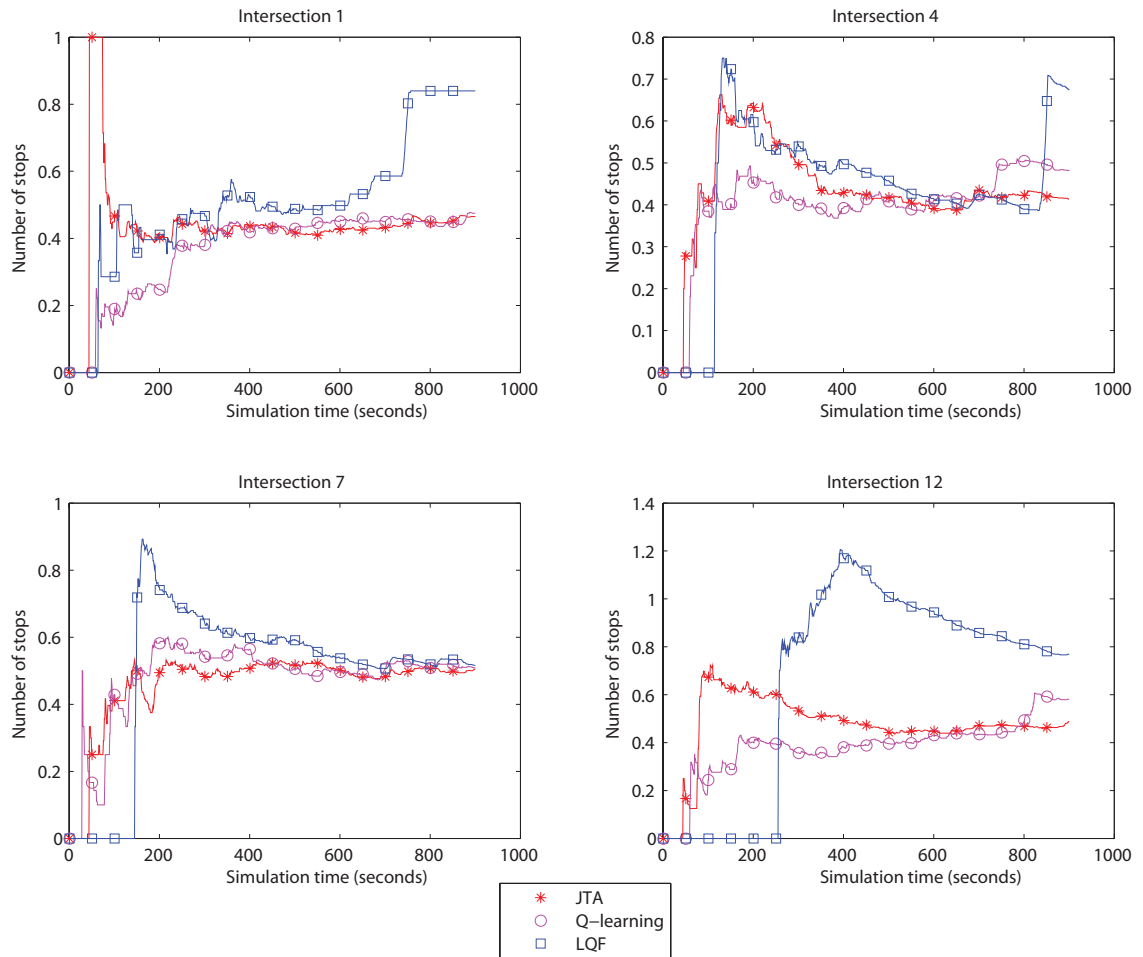 Intersection 1
Number of stops
1
0.8
0.6
0.4
0.2
0
0 200 400 600 800 1000
Simulation time (seconds)
Intersection 4
Number of stops
0.8
0.7
0.6
0.5
0.4
0.3
0.2
0.1
0
0 200 400 600 800 1000
Simulation time (seconds)
Intersection 7
Number of stops
1
0.8
0.6
0.4
0.2
0
0 200 400 600 800 1000
Simulation time (seconds)
Intersection 12
Number of stops
1.4
1.2
1
0.8
0.6
0.4
0.2
0
0 200 400 600 800 1000
Simulation time (seconds)
JTA
Q−learning
LQF